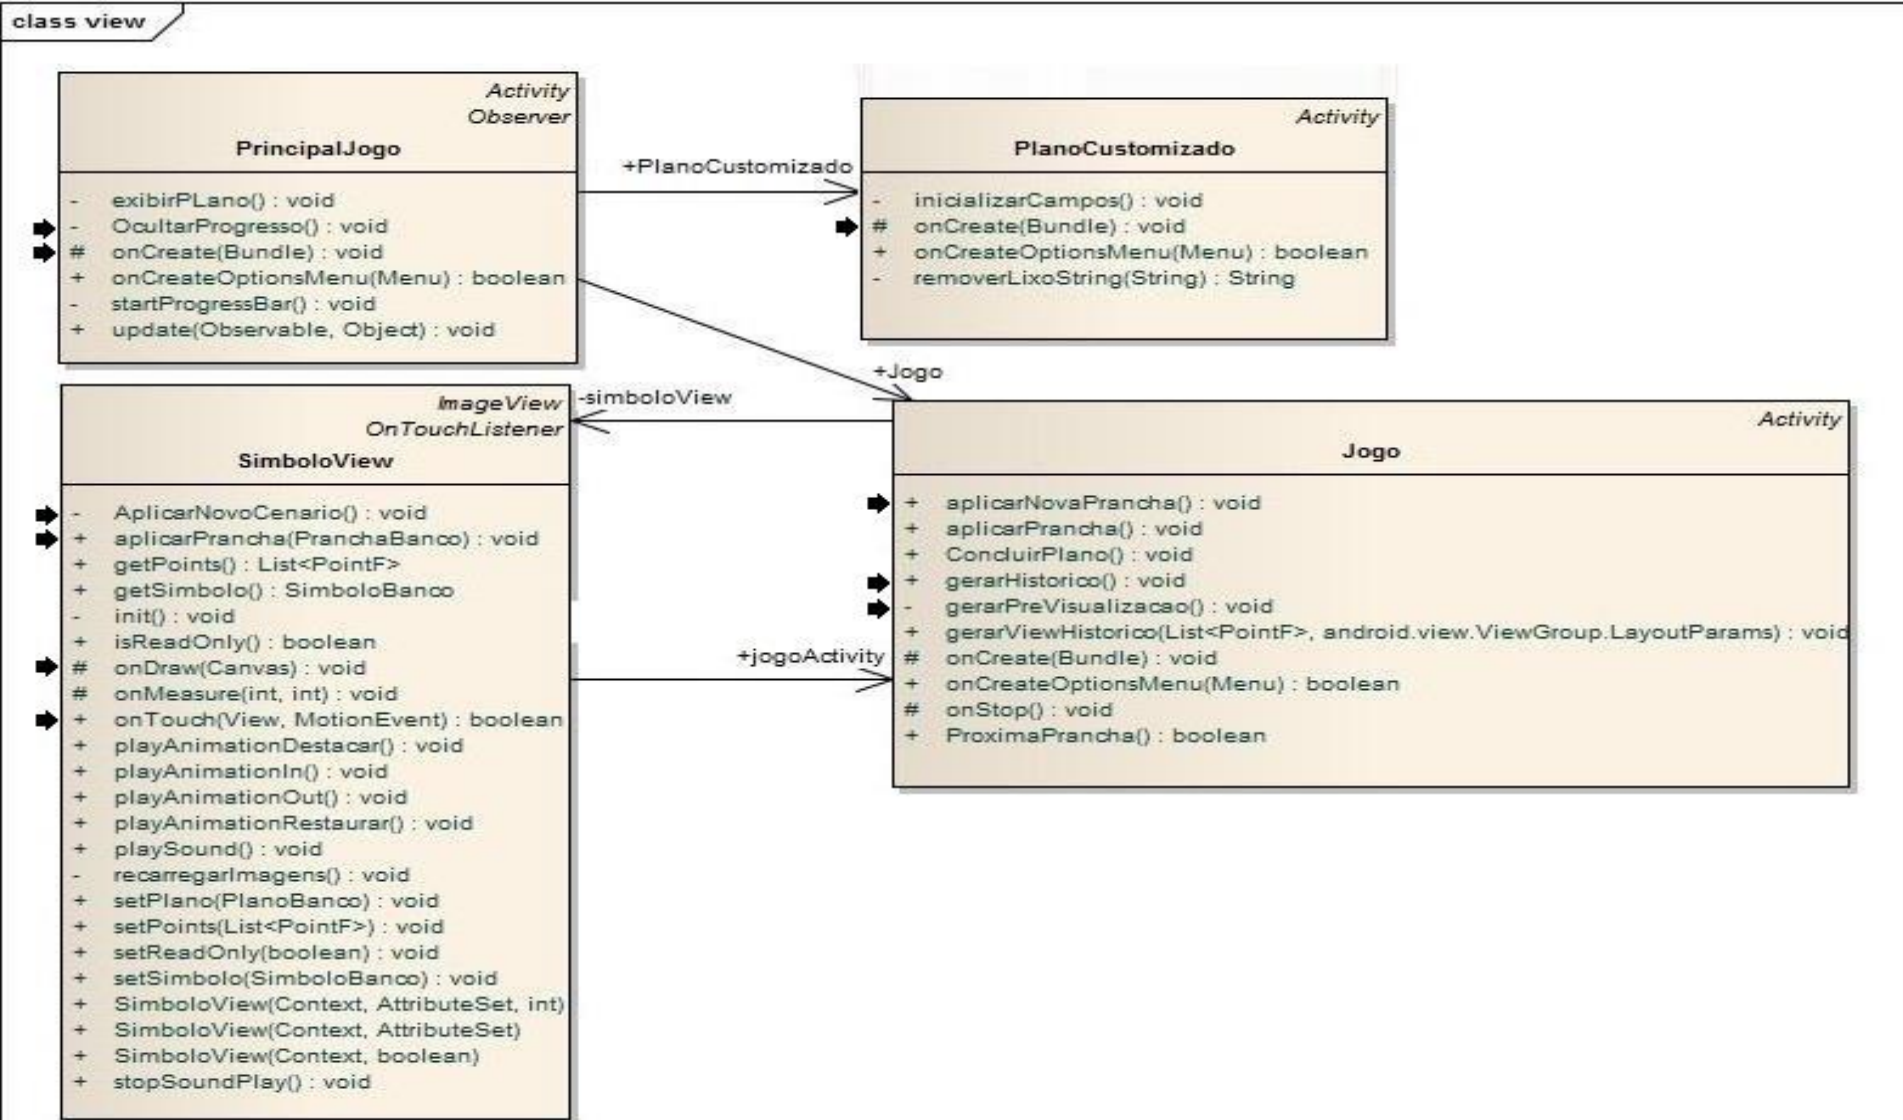 class view
Activity
Observer
PrincipalJogo
- exibirPLano() : void
- OcultarProgresso() : void
# onCreate(Bundle) : void
+ onCreateOptionsMenu(Menu) : boolean
- startProgressBar() : void
+ update(Observable, Object) : void
+PlanoCustomizado
Activity
PlanoCustomizado
- inicializarCampos() : void
# onCreate(Bundle) : void
+ onCreateOptionsMenu(Menu) : boolean
- removerLixoString(String) : String
+Jogo
-simboloView
ImageView
OnTouchListener
SimboloView
- AplicarNovoCenario() : void
+ aplicarPrancha(PranchaBanco) : void
+ getPoints() : List<PointF>
+ getSimbolo() : SimboloBanco
- init() : void
+ isReadOnly() : boolean
# onDraw(Canvas) : void
# onMeasure(int, int) : void
+ onTouch(View, MotionEvent) : boolean
+ playAnimationDestacar() : void
+ playAnimationIn() : void
+ playAnimationOut() : void
+ playAnimationRestaurar() : void
+ playSound() : void
- recarregarImagens() : void
+ setPlano(PlanoBanco) : void
+ setPoints(List<PointF>) : void
+ setReadOnly(boolean) : void
+ setSimbolo(SimboloBanco) : void
+ SimboloView(Context, AttributeSet, int)
+ SimboloView(Context, AttributeSet)
+ SimboloView(Context, boolean)
+ stopSoundPlay() : void
+jogoActivity
Activity
Jogo
+ aplicarNovaPrancha() : void
+ aplicarPrancha() : void
+ ConcluirPlano() : void
+ gerarHistorico() : void
- gerarPreVisualizacao() : void
+ gerarViewHistorico(List<PointF>, android.view.ViewGroup.LayoutParams) : void
# onCreate(Bundle) : void
+ onCreateOptionsMenu(Menu) : boolean
# onStop() : void
+ ProximaPrancha() : boolean